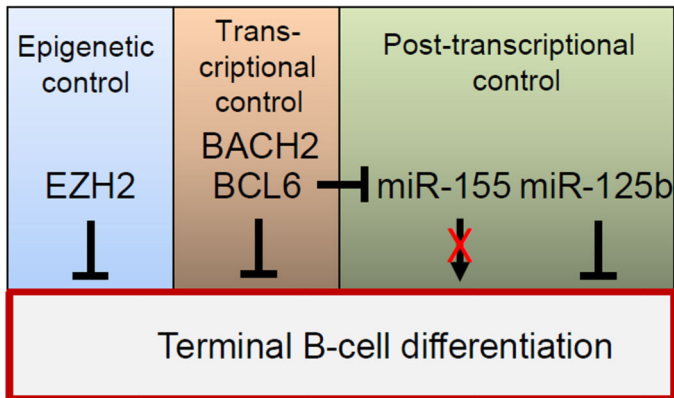 Epigenetic
control
Trans-
criptional
control
Post-transcriptional
control
EZH2
BACH2
BCL6
miR-155 miR-125b
X
Terminal B-cell differentiation